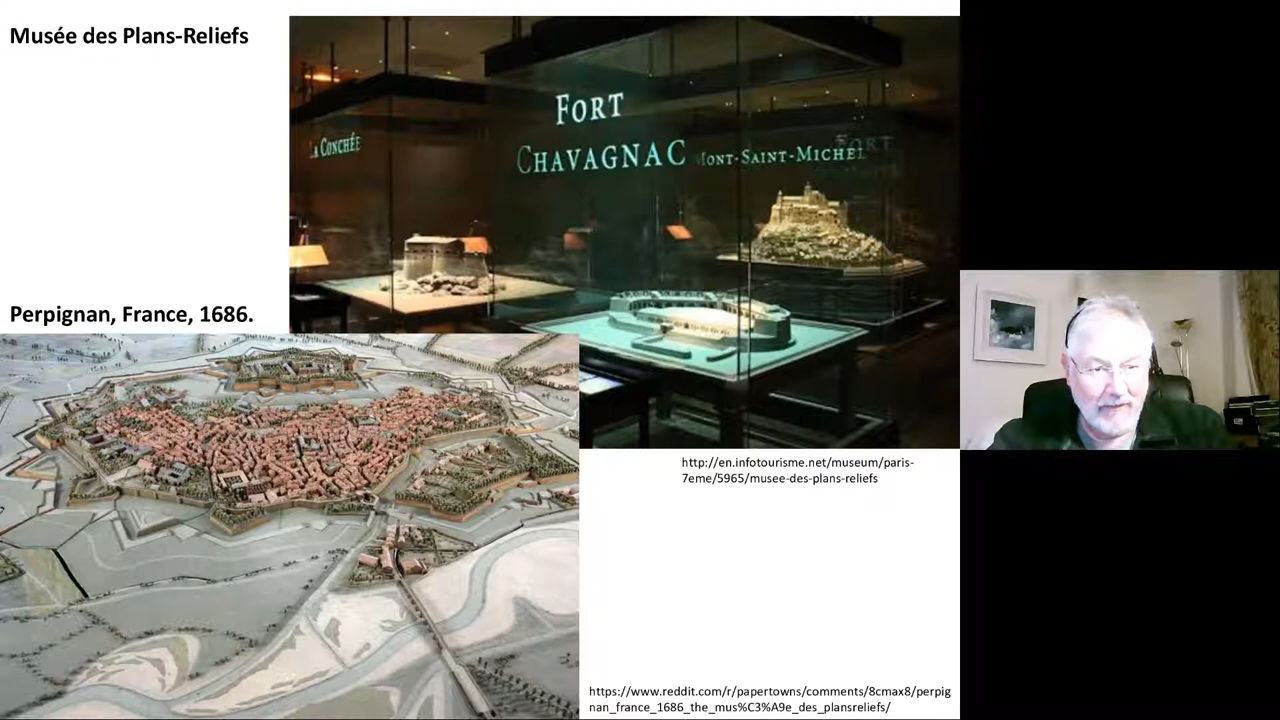 Musée des Plans-Reliefs
FORT
CHAVAGNAC
LA CONCHÉE
MONT-SAINT-MICHEL
FORT
Perpignan, France, 1686.
http://en.infotourisme.net/museum/paris-
7eme/5965/musee-des-plans-reliefs
https://www.reddit.com/r/papertowns/comments/8cmax8/perpig
nan_france_1686_the_mus%C3%A9e_des_plansreliefs/